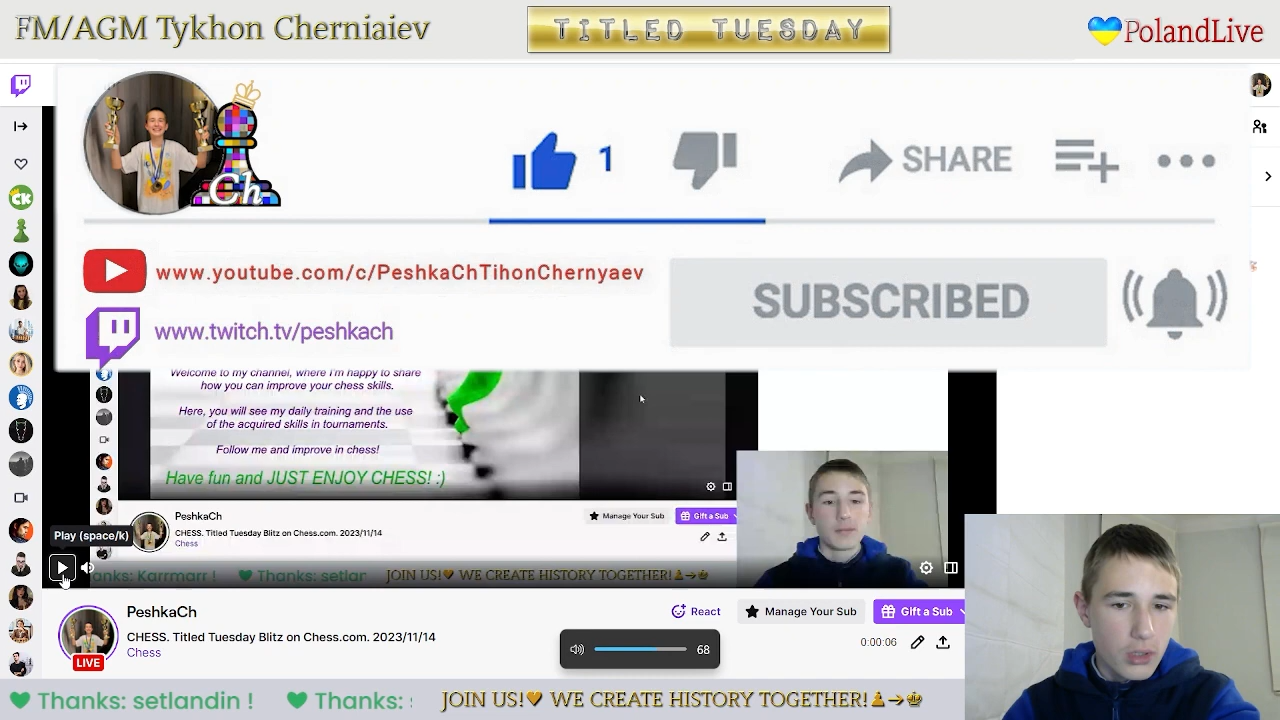 FM/AGM Tykhon Cherniaiev
TITLED TUESDAY
PolandLive
Ch
1
SHARE
www.youtube.com/c/PeshkaChTihonChernyaev
SUBSCRIBED
www.twitch.tv/peshkach
Welcome to my channel, where I'm happy to share
how you can improve your chess skills.
Here, you will see my daily training and the use
of the acquired skills in tournaments.
Follow me and improve in chess!
Have fun and JUST ENJOY CHESS! :)
PeshkaCh
Manage Your Sub
Gift a Sub
CHESS. Titled Tuesday Blitz on Chess.com. 2023/11/14
Chess
Play (space/k)
anks: Karrmarr !
Thanks: setlar
JOIN US! WE CREATE HISTORY TOGETHER!
PeshkaCh
React
Manage Your Sub
Gift a Sub
CHESS. Titled Tuesday Blitz on Chess.com. 2023/11/14
0:00:06
Chess
68
LIVE
Thanks: setlandin !
Thanks:
JOIN US! WE CREATE HISTORY TOGETHER!